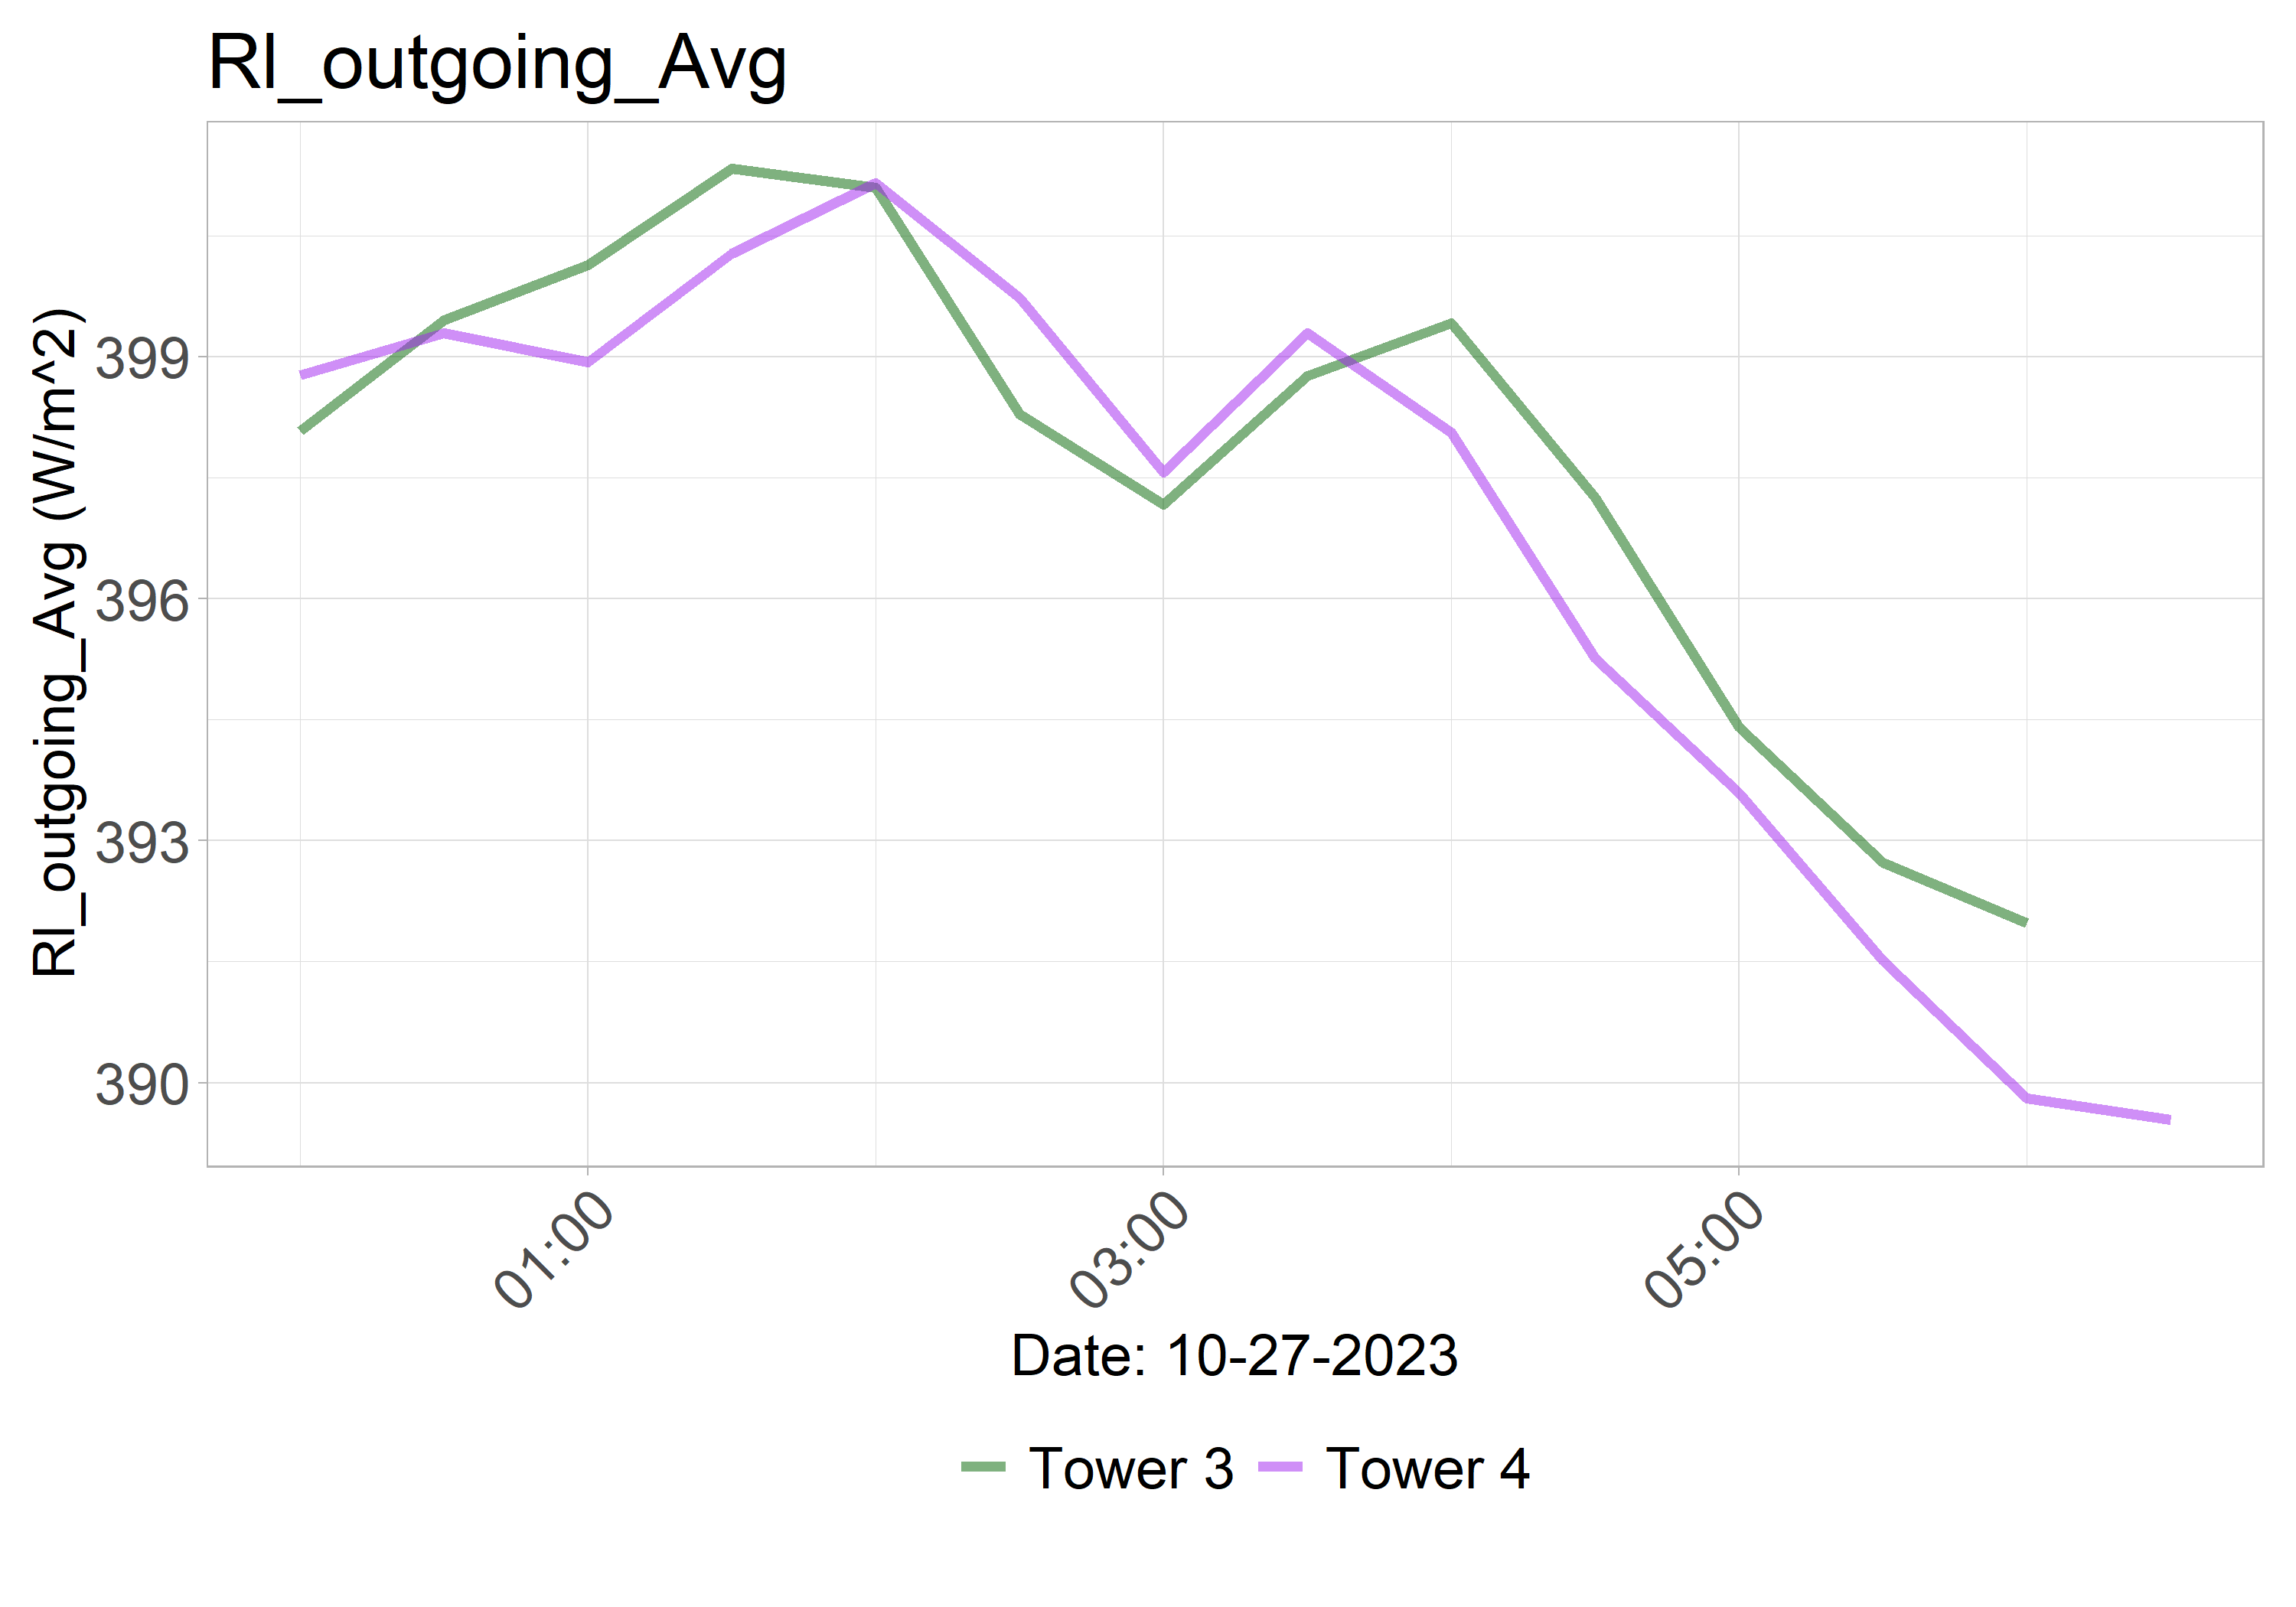 Rl_outgoing_Avg
Rl_outgoing_Avg (W/m^2)
399
396
393
390
01:00
03:00
05:00
Date: 10-27-2023
Tower 3
Tower 4